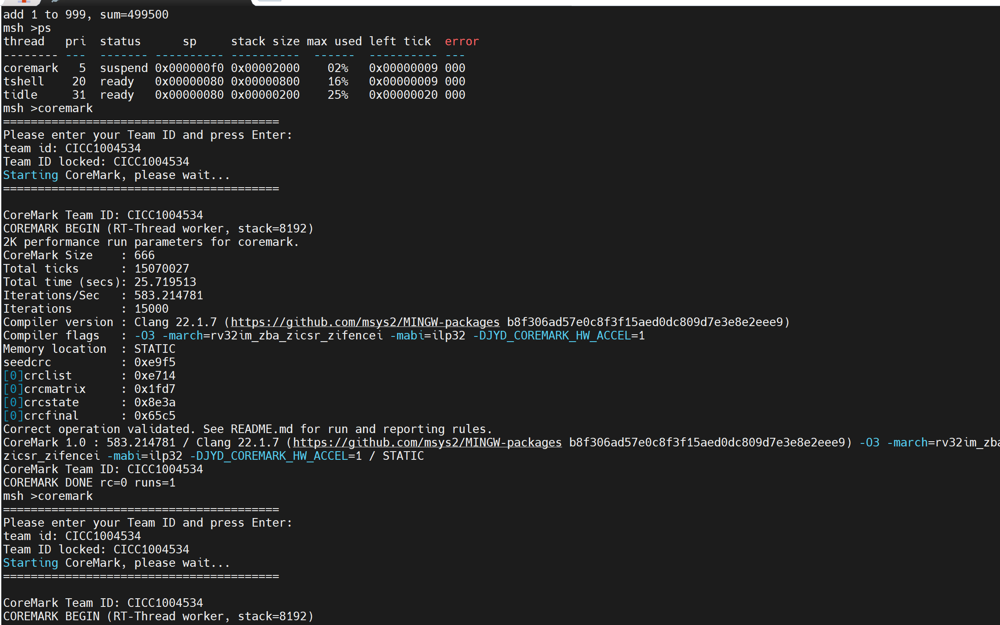 add 1 to 999, sum=499500
msh >ps
thread   pri  status      sp     stack size max used left tick  error
-------- ---  ------- ---------- ----------  ------  ---------- ---
coremark   5  suspend 0x000000f0 0x00002000    02%   0x00000009 000
tshell    20  ready   0x00000080 0x00000800    16%   0x00000009 000
tidle     31  ready   0x00000080 0x00000200    25%   0x00000020 000
msh >coremark
========================================
Please enter your Team ID and press Enter:
team id: CICC1004534
Team ID locked: CICC1004534
Starting CoreMark, please wait...
========================================

CoreMark Team ID: CICC1004534
COREMARK BEGIN (RT-Thread worker, stack=8192)
2K performance run parameters for coremark.
CoreMark Size    : 666
Total ticks      : 15070027
Total time (secs): 25.719513
Iterations/Sec   : 583.214781
Iterations       : 15000
Compiler version : Clang 22.1.7 (https://github.com/msys2/MINGW-packages b8f306ad57e0c8f3f15aed0dc809d7e3e8e2eee9)
Compiler flags   : -O3 -march=rv32im_zba_zicsr_zifencei -mabi=ilp32 -DJYD_COREMARK_HW_ACCEL=1
Memory location  : STATIC
seedcrc          : 0xe9f5
[0]crclist       : 0xe714
[0]crcmatrix     : 0x1fd7
[0]crcstate      : 0x8e3a
[0]crcfinal      : 0x65c5
Correct operation validated. See README.md for run and reporting rules.
CoreMark 1.0 : 583.214781 / Clang 22.1.7 (https://github.com/msys2/MINGW-packages b8f306ad57e0c8f3f15aed0dc809d7e3e8e2eee9) -O3 -march=rv32im_zba
zicsr_zifencei -mabi=ilp32 -DJYD_COREMARK_HW_ACCEL=1 / STATIC
CoreMark Team ID: CICC1004534
COREMARK DONE rc=0 runs=1
msh >coremark
========================================
Please enter your Team ID and press Enter:
team id: CICC1004534
Team ID locked: CICC1004534
Starting CoreMark, please wait...
========================================

CoreMark Team ID: CICC1004534
COREMARK BEGIN (RT-Thread worker, stack=8192)